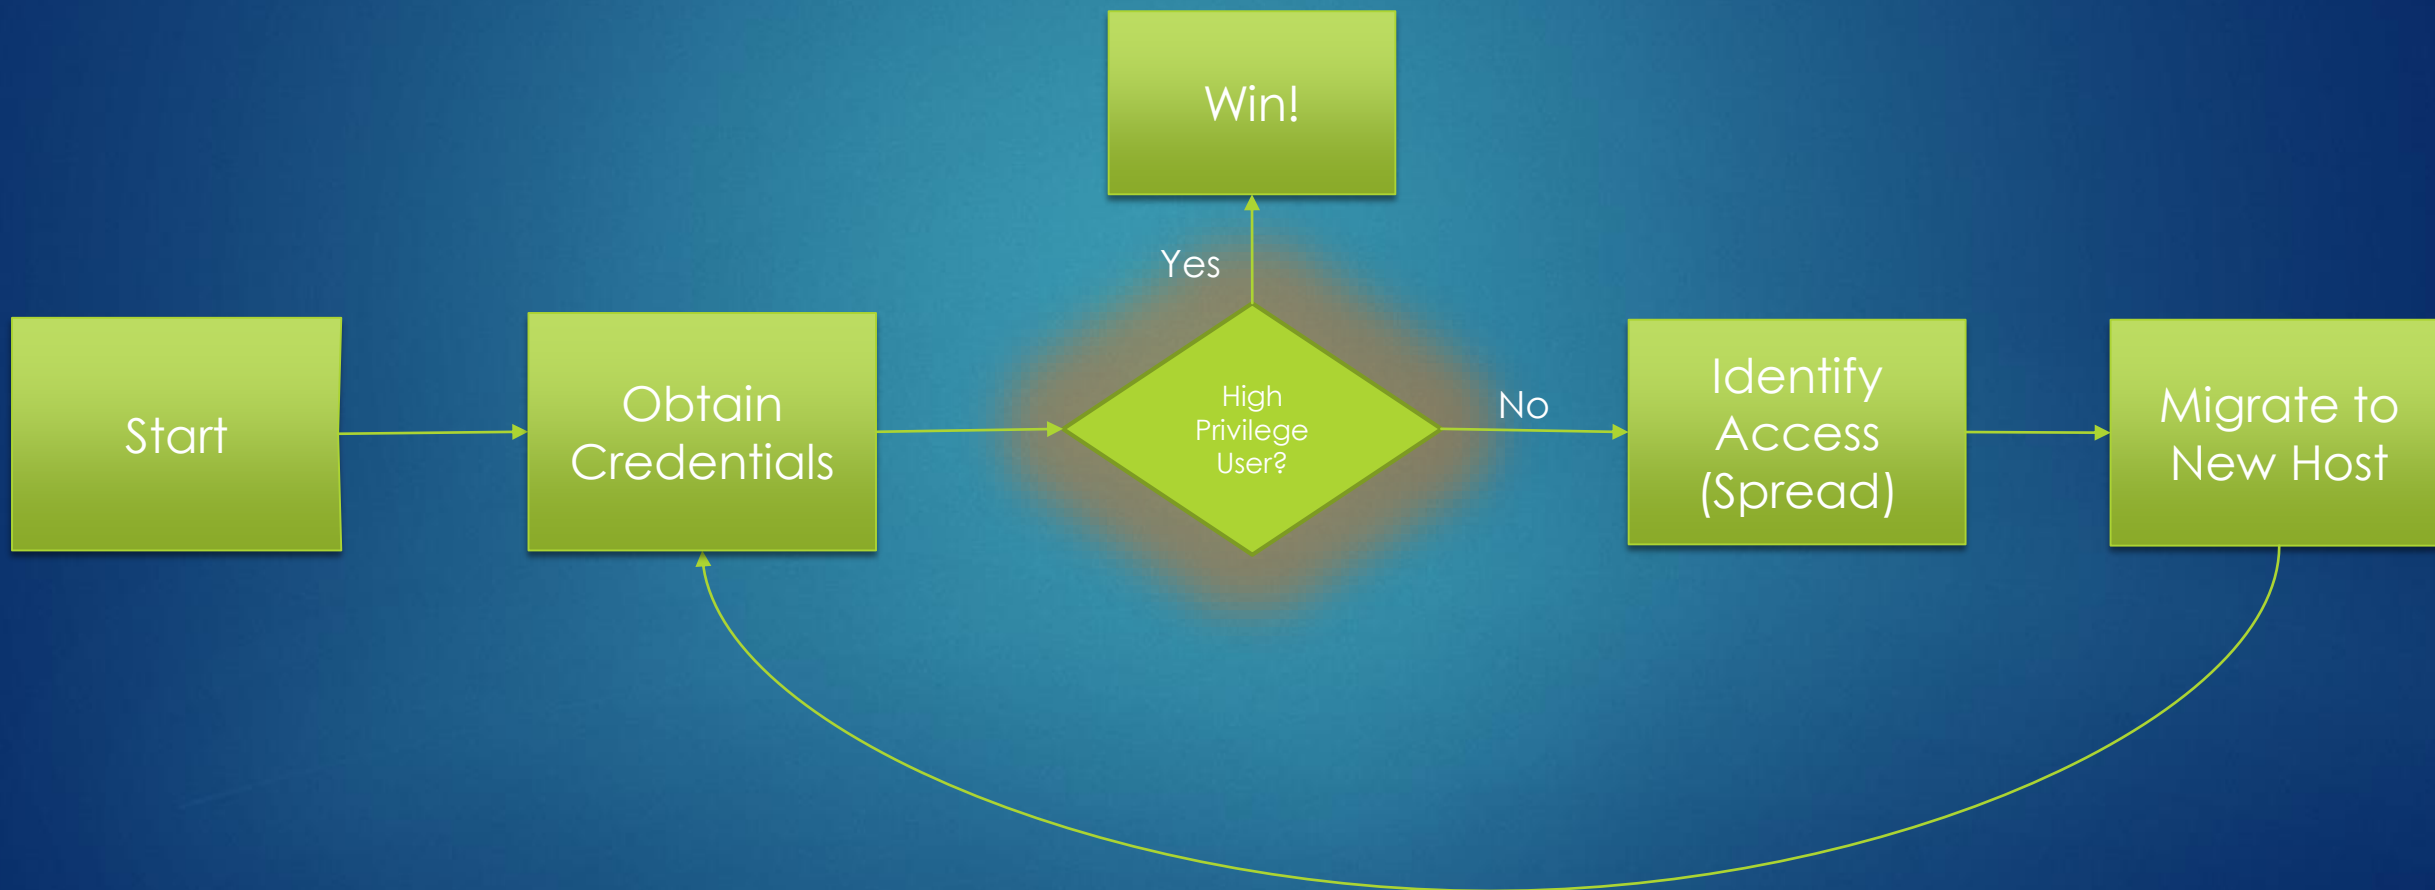 Win!
Yes
Start
Obtain
Credentials
High
Privilege
User?
No
Identify
Access
(Spread)
Migrate to
New Host